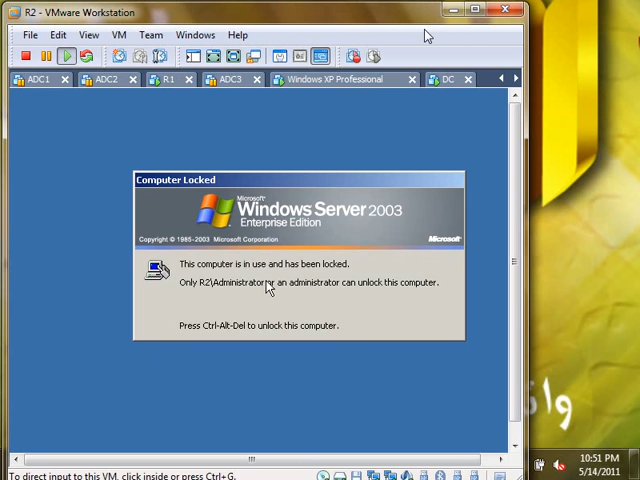 R2 - VMware Workstation
File Edit View VM Team Windows Help
ADC1 ADC2 R1 ADC3 Windows XP Professional DC
Computer Locked
Microsoft
Windows Server 2003
Enterprise Edition
Copyright © 1985-2003 Microsoft Corporation Microsoft
This computer is in use and has been locked.
Only R2\Administrator or an administrator can unlock this computer.
Press Ctrl-Alt-Del to unlock this computer.
To direct input to this VM, click inside or press Ctrl+G.
10:51 PM
5/14/2011